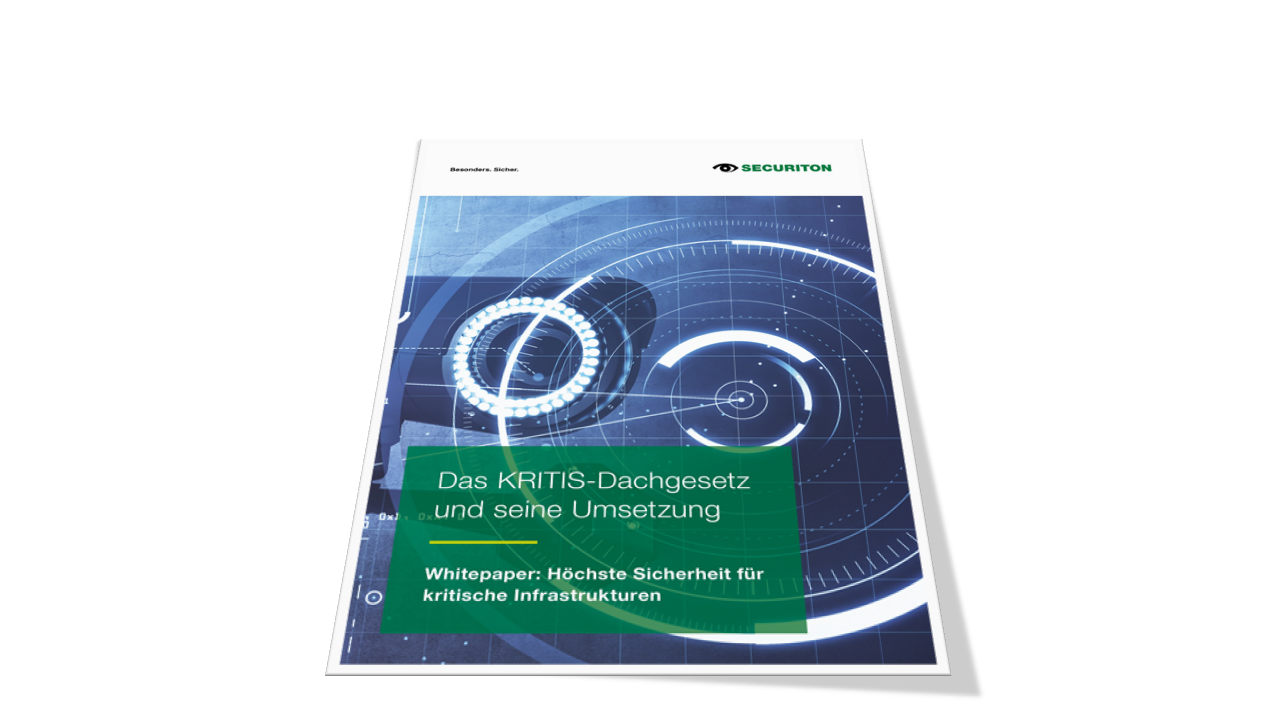 Besonders. Sicher.
SECURITON
Das KRITIS-Dachgesetz
und seine Umsetzung
Whitepaper: Höchste Sicherheit für
kritische Infrastrukturen